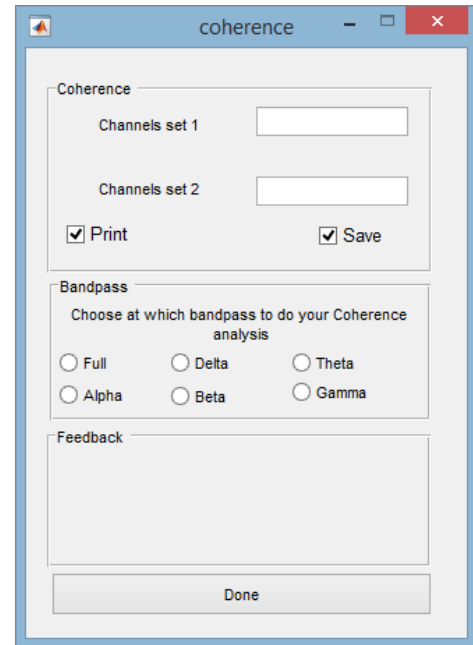 coherence
Coherence
Channels set 1
Channels set 2
Print
Save
Bandpass
Choose at which bandpass to do your Coherence
analysis
Full
Delta
Theta
Alpha
Beta
Gamma
Feedback
Done